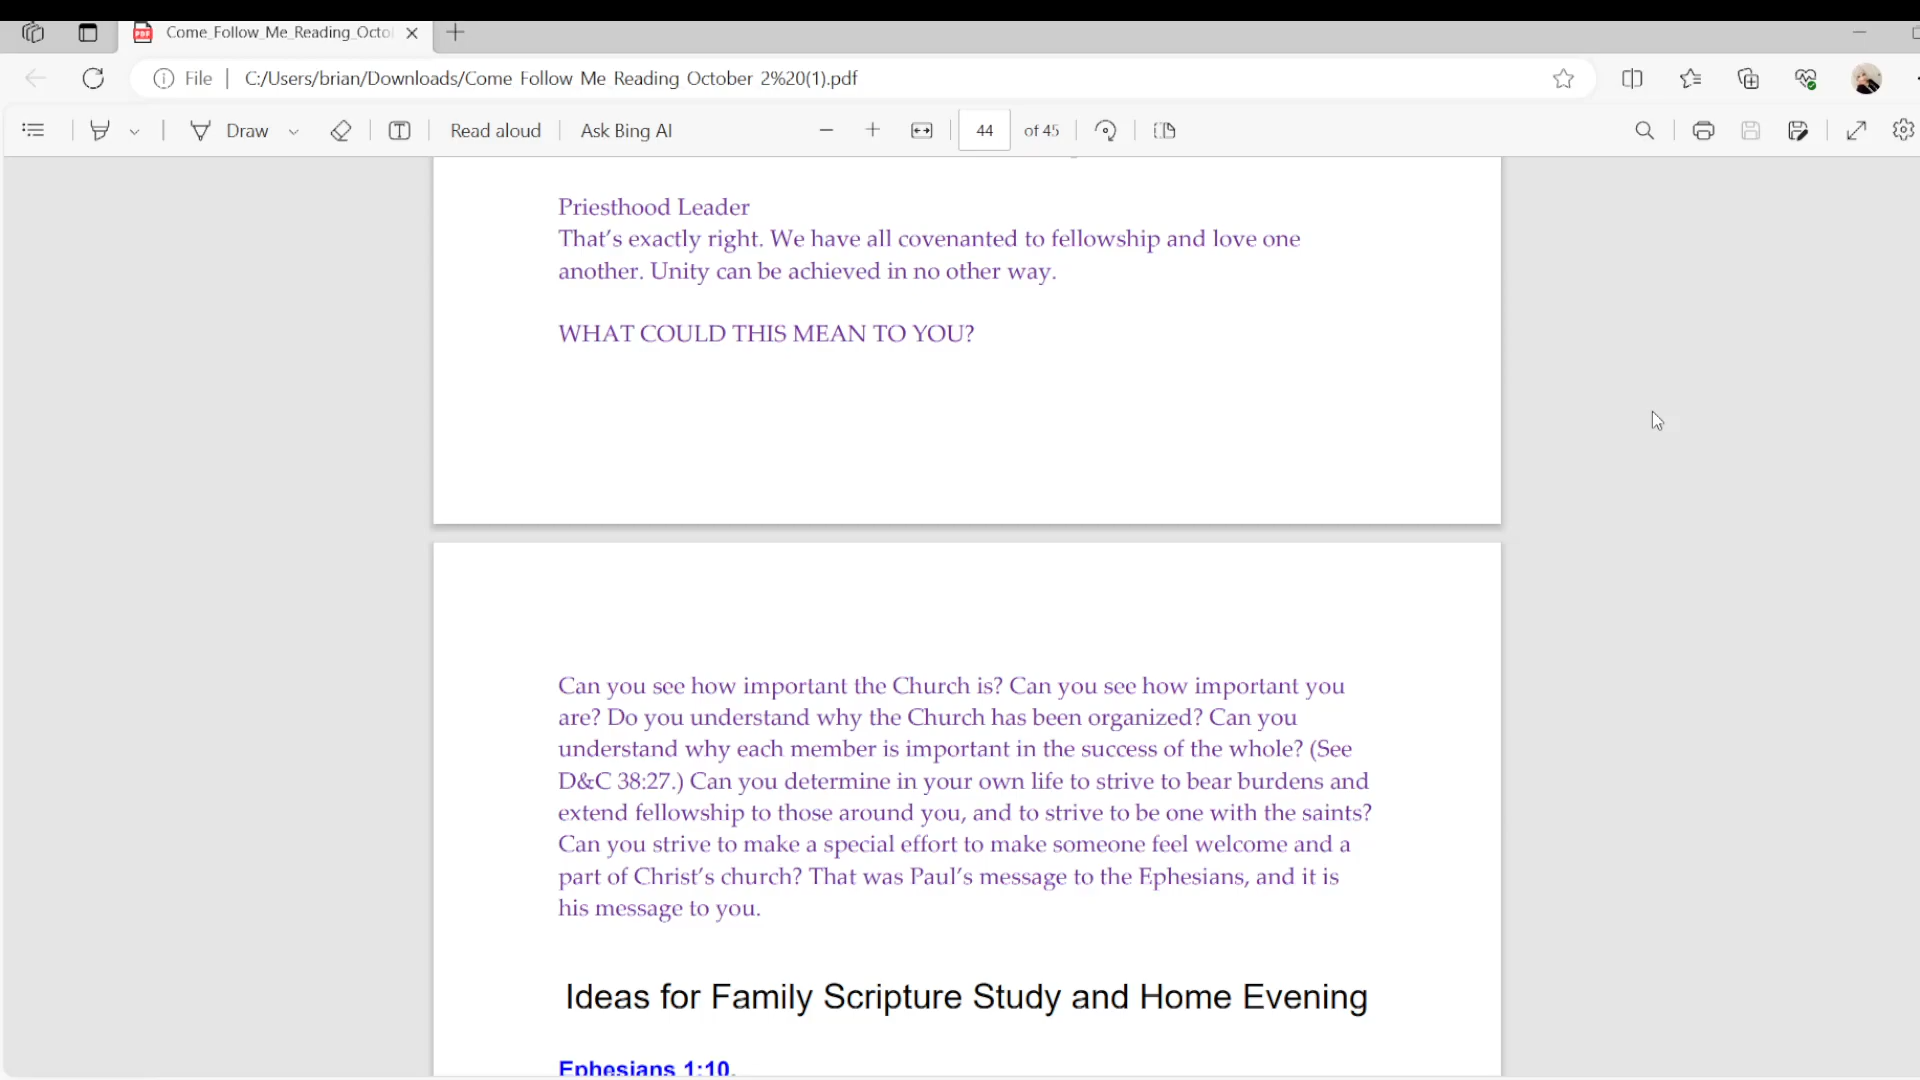 Come_Follow_Me_Reading_Octo
File
C:/Users/brian/Downloads/Come Follow Me Reading October 2%20(1).pdf
Draw
Read aloud
Ask Bing AI
44
of 45
Priesthood Leader
That's exactly right. We have all covenanted to fellowship and love one
another. Unity can be achieved in no other way.
WHAT COULD THIS MEAN TO YOU?
Can you see how important the Church is? Can you see how important you
are? Do you understand why the Church has been organized? Can you
understand why each member is important in the success of the whole? (See
D&C 38:27.) Can you determine in your own life to strive to bear burdens and
extend fellowship to those around you, and to strive to be one with the saints?
Can you strive to make a special effort to make someone feel welcome and a
part of Christ's church? That was Paul's message to the Ephesians, and it is
his message to you.
Ideas for Family Scripture Study and Home Evening
Ephesians 1:10.